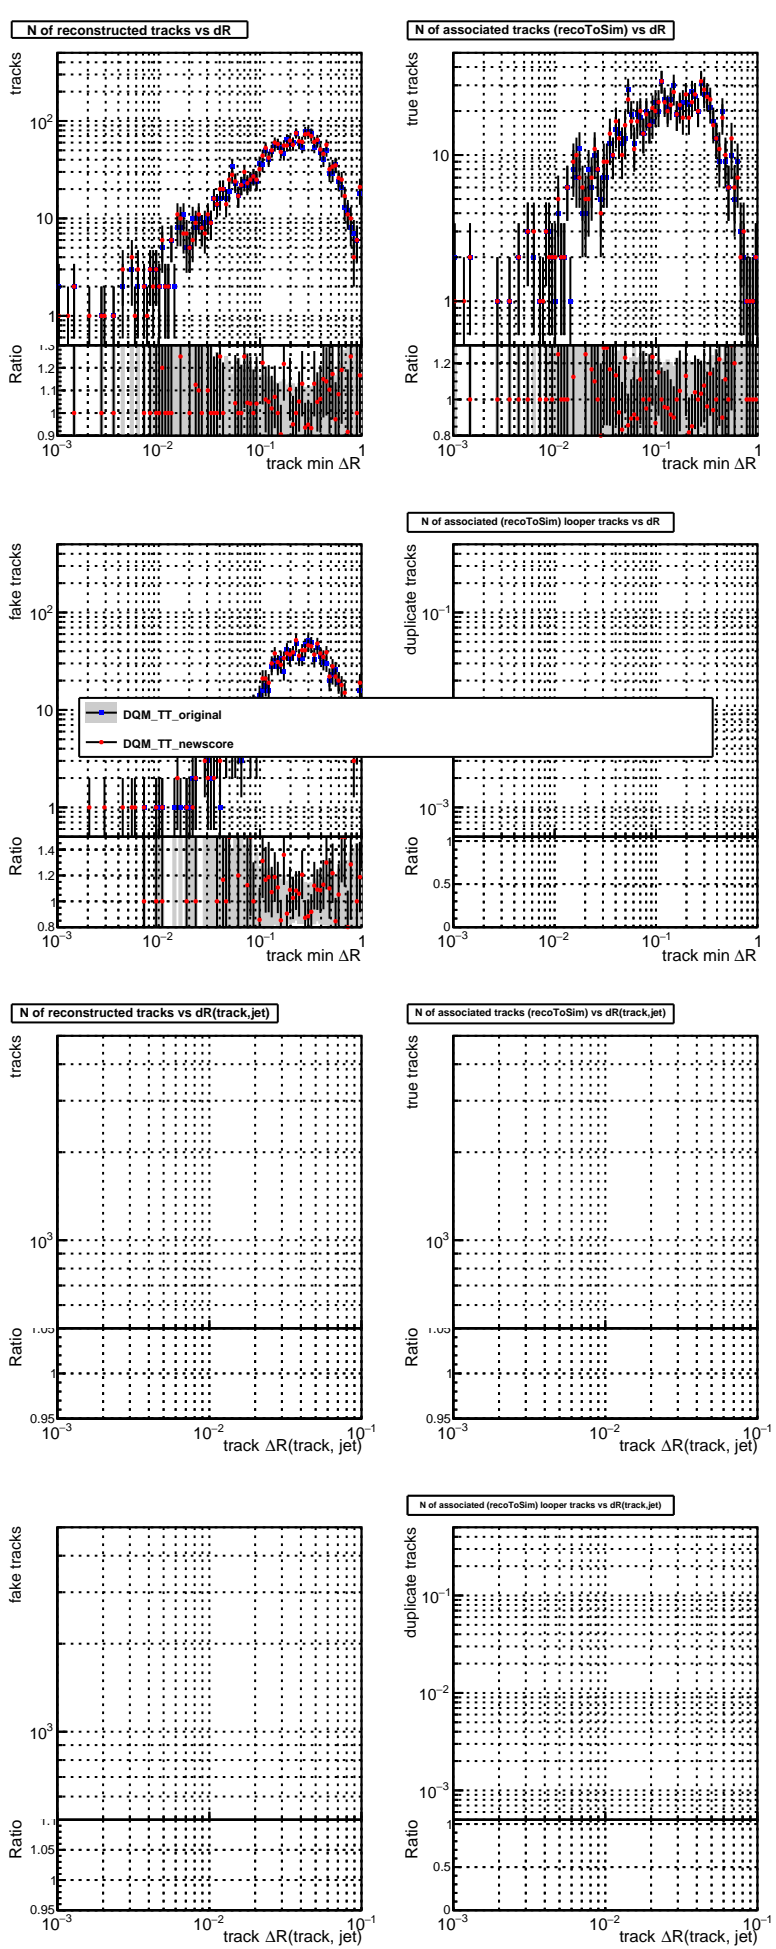 N of reconstructed tracks vs dR
tracks
10²
10
1
Ratio
1.3
1.2
1.1
1
0.9
10⁻³
10⁻²
10⁻¹
1
track min ΔR
N of associated tracks (recoToSim) vs dR
true tracks
10
1
Ratio
1.2
1
0.8
10⁻³
10⁻²
10⁻¹
1
track min ΔR
fake tracks
10²
10
1
Ratio
1.4
1.2
1
0.8
10⁻³
10⁻²
10⁻¹
1
track min ΔR
N of associated (recoToSim) looper tracks vs dR
duplicate tracks
10⁻¹
10⁻³
Ratio
1
0.5
0
10⁻³
10⁻²
10⁻¹
1
track min ΔR
DQM_TT_original
DQM_TT_newscore
N of reconstructed tracks vs dR(track,jet)
tracks
10³
Ratio
1.05
1
0.95
10⁻³
10⁻²
10⁻¹
track ΔR(track, jet)
N of associated tracks (recoToSim) vs dR(track,jet)
true tracks
10³
Ratio
1.05
1
0.95
10⁻³
10⁻²
10⁻¹
track ΔR(track, jet)
fake tracks
10³
Ratio
1.1
1.05
1
0.95
10⁻³
10⁻²
10⁻¹
track ΔR(track, jet)
N of associated (recoToSim) looper tracks vs dR(track,jet)
duplicate tracks
10⁻¹
10⁻²
10⁻³
Ratio
1
0.5
0
10⁻³
10⁻²
10⁻¹
track ΔR(track, jet)